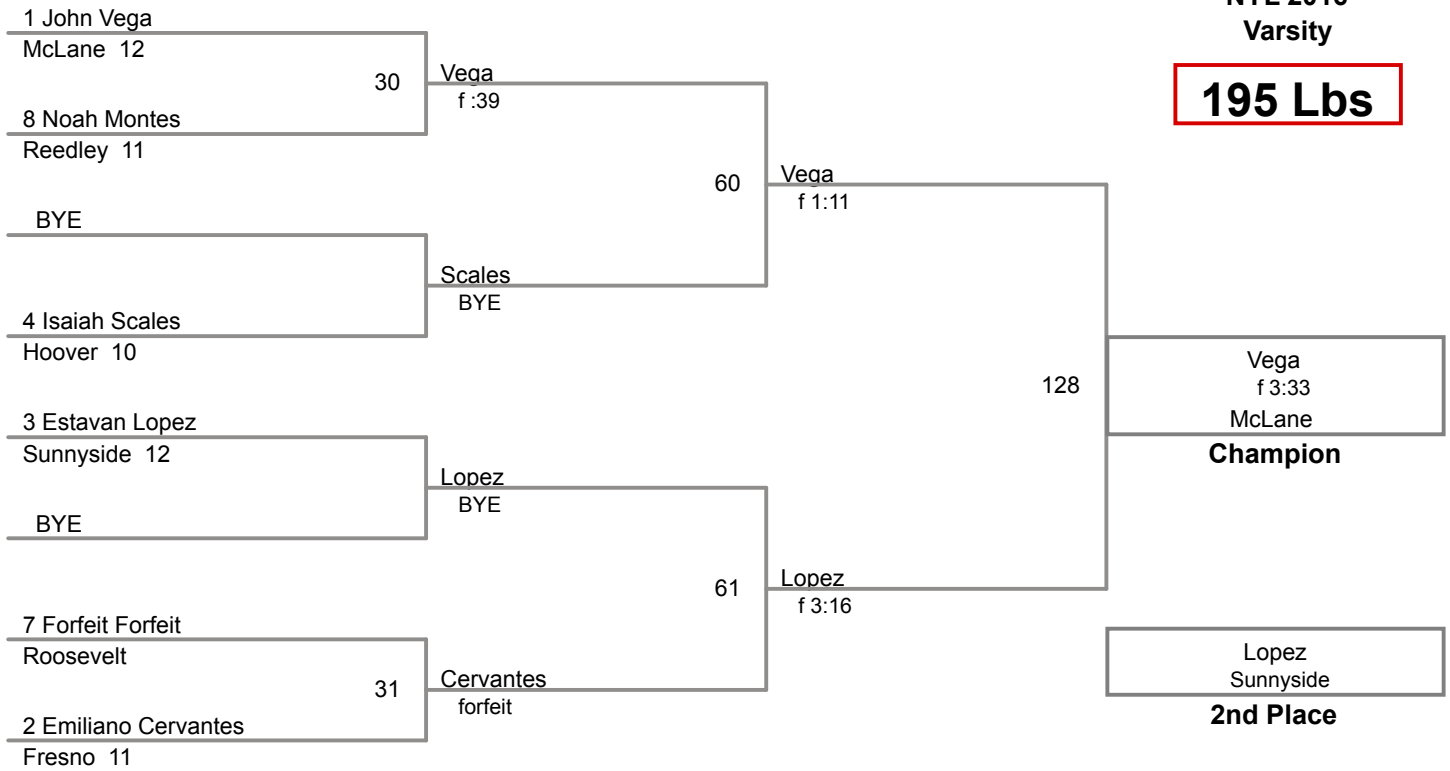 1 John Vega
McLane 12
30
Vega
f :39
8 Noah Montes
Reedley 11
60
Vega
f 1:11
BYE
Scales
BYE
4 Isaiah Scales
Hoover 10
128
Vega
f 3:33
McLane
Champion
3 Estavan Lopez
Sunnyside 12
Lopez
BYE
BYE
61
Lopez
f 3:16
7 Forfeit Forfeit
Roosevelt
31
Cervantes
forfeit
2 Emiliano Cervantes
Fresno 11
Lopez
Sunnyside
2nd Place
Varsity
195 Lbs